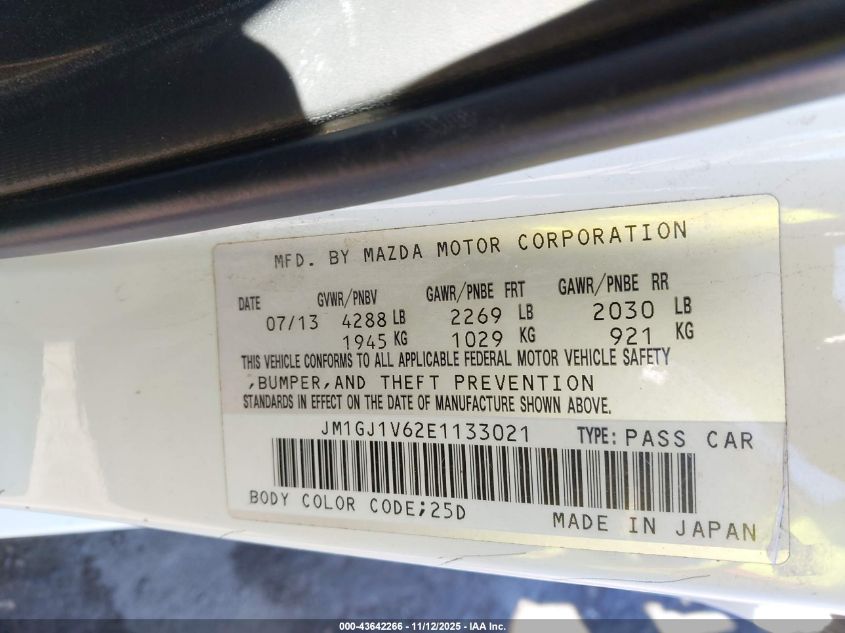 MFD. BY MAZDA MOTOR CORPORATION
DATE GVWR/PNBV GAWR/PNBE FRT GAWR/PNBE RR
07/13 4288 LB 2269 LB 2030 LB
1945 KG 1029 KG 921 KG
THIS VEHICLE CONFORMS TO ALL APPLICABLE FEDERAL MOTOR VEHICLE SAFETY
,BUMPER,AND THEFT PREVENTION
STANDARDS IN EFFECT ON THE DATE OF MANUFACTURE SHOWN ABOVE.
JM1GJ1V62E1133021 TYPE: PASS CAR
BODY COLOR CODE;25D
MADE IN JAPAN
000-43642266 - 11/12/2025 - IAA Inc.